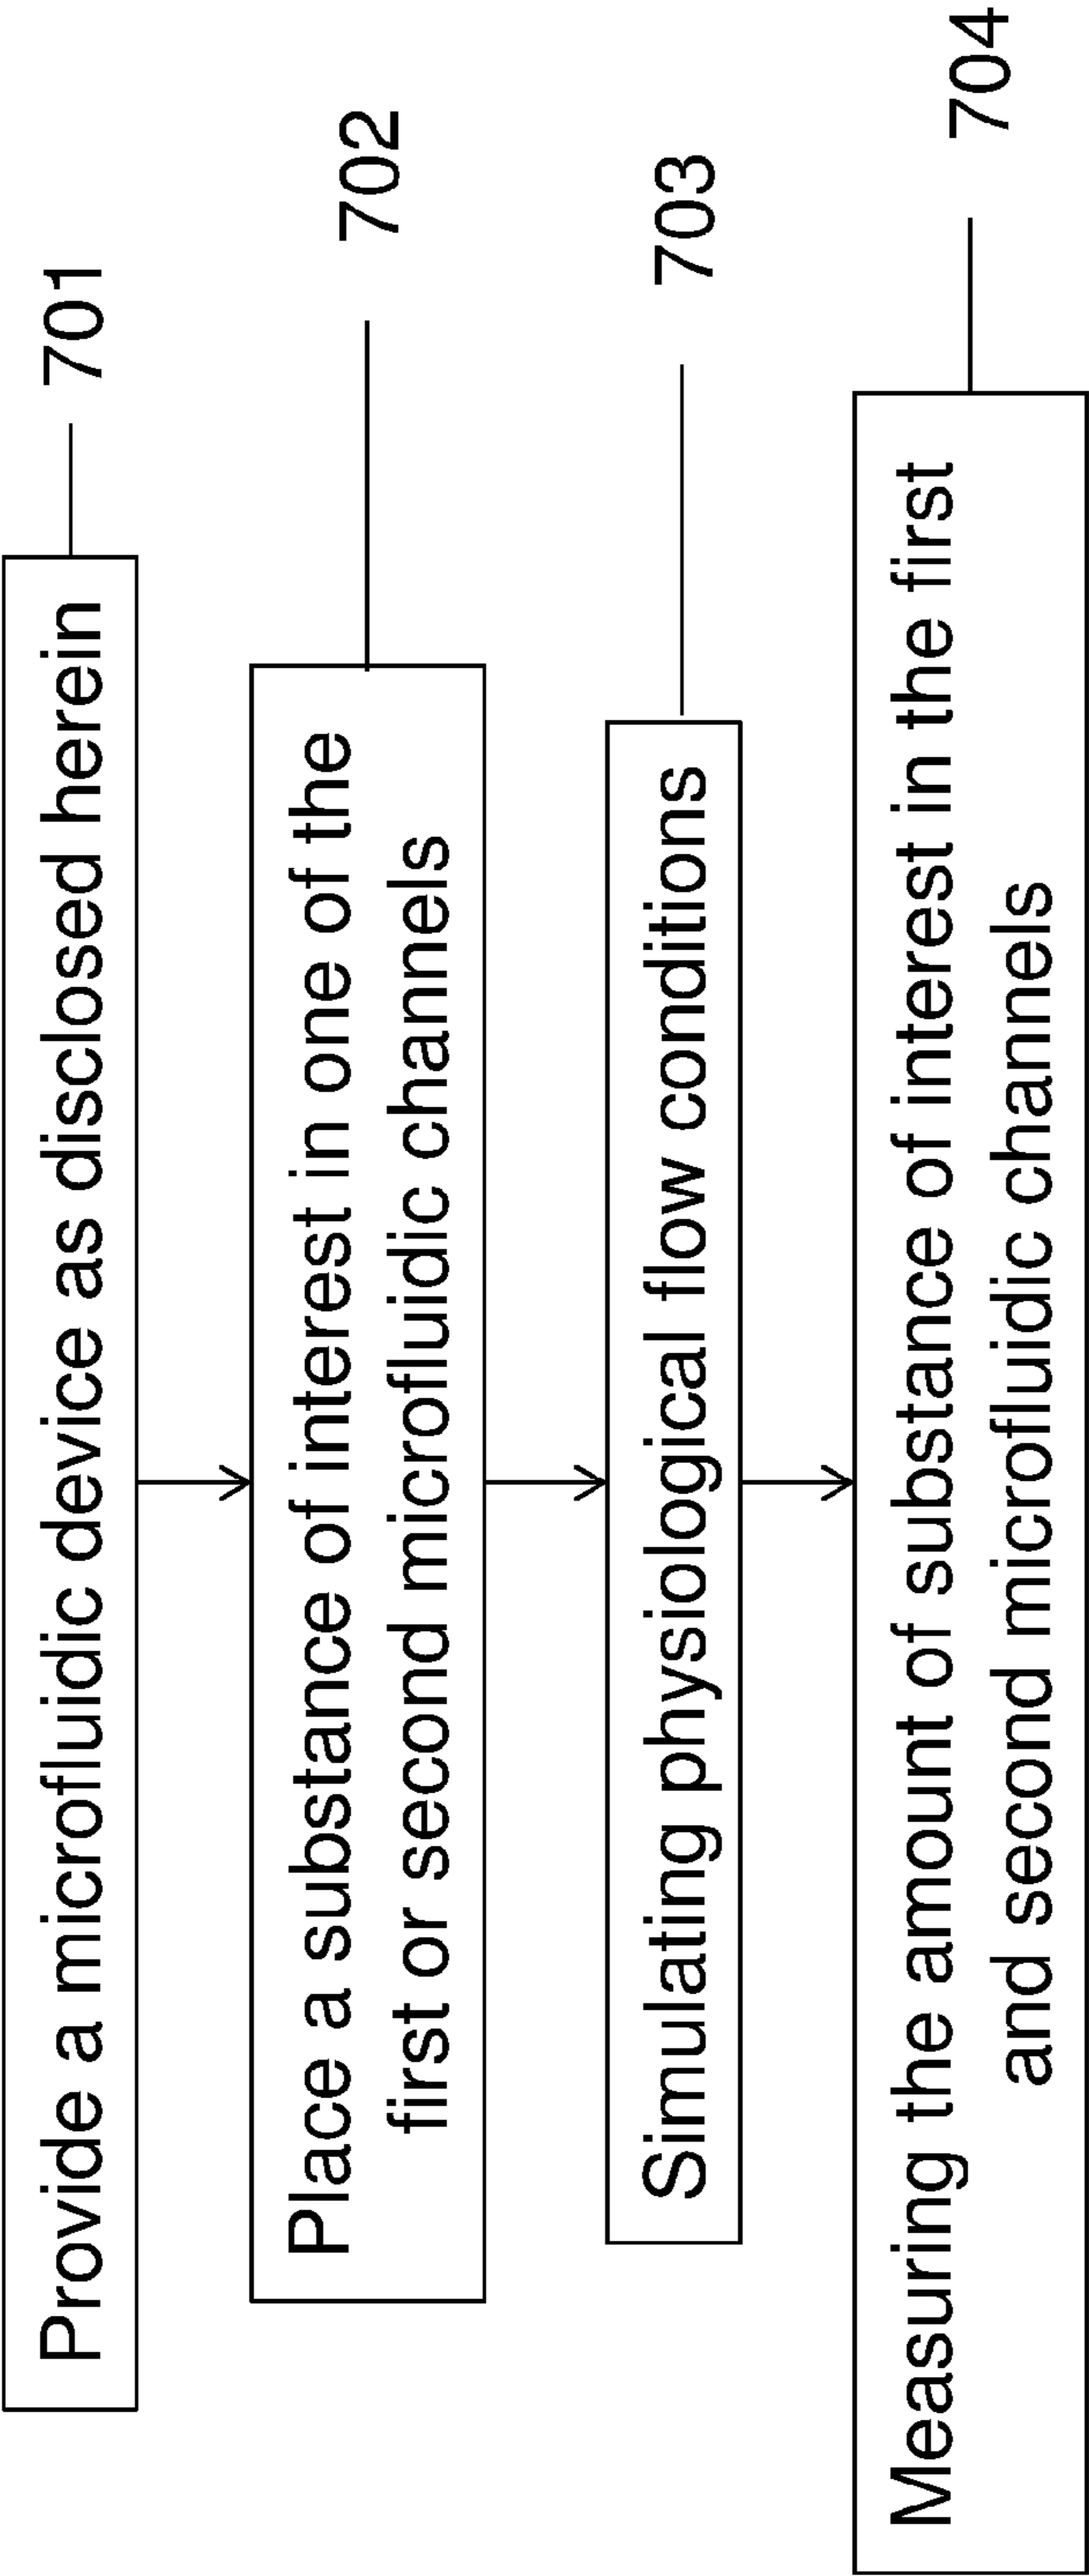 Provide a microfluidic device as disclosed herein
701
Place a substance of interest in one of the
first or second microfluidic channels
702
Simulating physiological flow conditions
703
Measuring the amount of substance of interest in the first
and second microfluidic channels
704